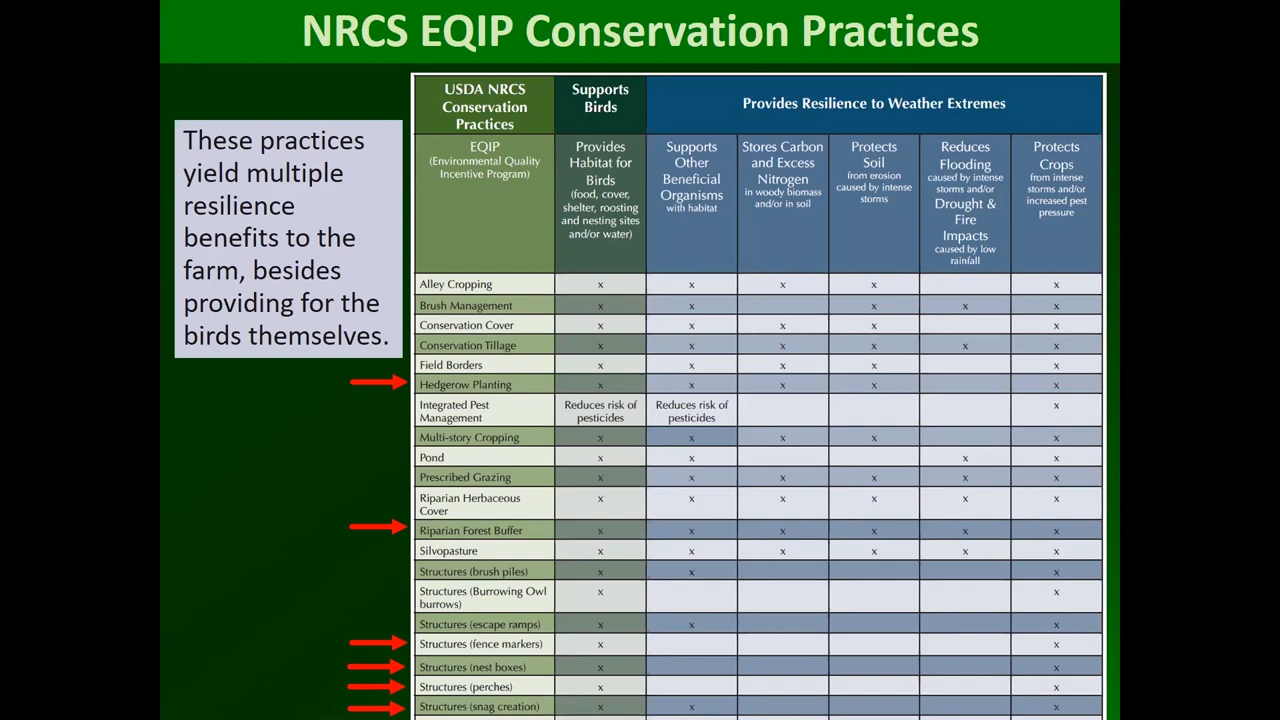 NRCS EQIP Conservation Practices
These practices
yield multiple
resilience
benefits to the
farm, besides
providing for the
birds themselves.
USDA NRCS
Conservation
Practices
Supports
Birds
Provides Resilience to Weather Extremes
EQIP
(Environmental Quality
Incentive Program)
Provides
Habitat for
Birds
(food, cover,
shelter, roosting
and nesting sites
and/or water)
Supports
Other
Beneficial
Organisms
with habitat
Stores Carbon
and Excess
Nitrogen
in woody biomass
and/or in soil
Protects
Soil
from erosion
caused by intense
storms
Reduces
Flooding
caused by intense
storms and/or
Drought &
Fire
Impacts
caused by low
rainfall
Protects
Crops
from intense
storms and/or
increased pest
pressure
Alley Cropping x x x x x
Brush Management x x x x x
Conservation Cover x x x x x
Conservation Tillage x x x x x x
Field Borders x x x x x
Hedgerow Planting x x x x x
Integrated Pest
Management
Reduces risk of
pesticides
Reduces risk of
pesticides
x
Multi-story Cropping x x x x x
Pond x x x x
Prescribed Grazing x x x x x x
Riparian Herbaceous
Cover
x x x x x x
Riparian Forest Buffer x x x x x x
Silvopasture x x x x x x
Structures (brush piles) x x x
Structures (Burrowing Owl
burrows)
x x
Structures (escape ramps) x x x
Structures (fence markers) x x
Structures (nest boxes) x x
Structures (perches) x x
Structures (snag creation) x x x